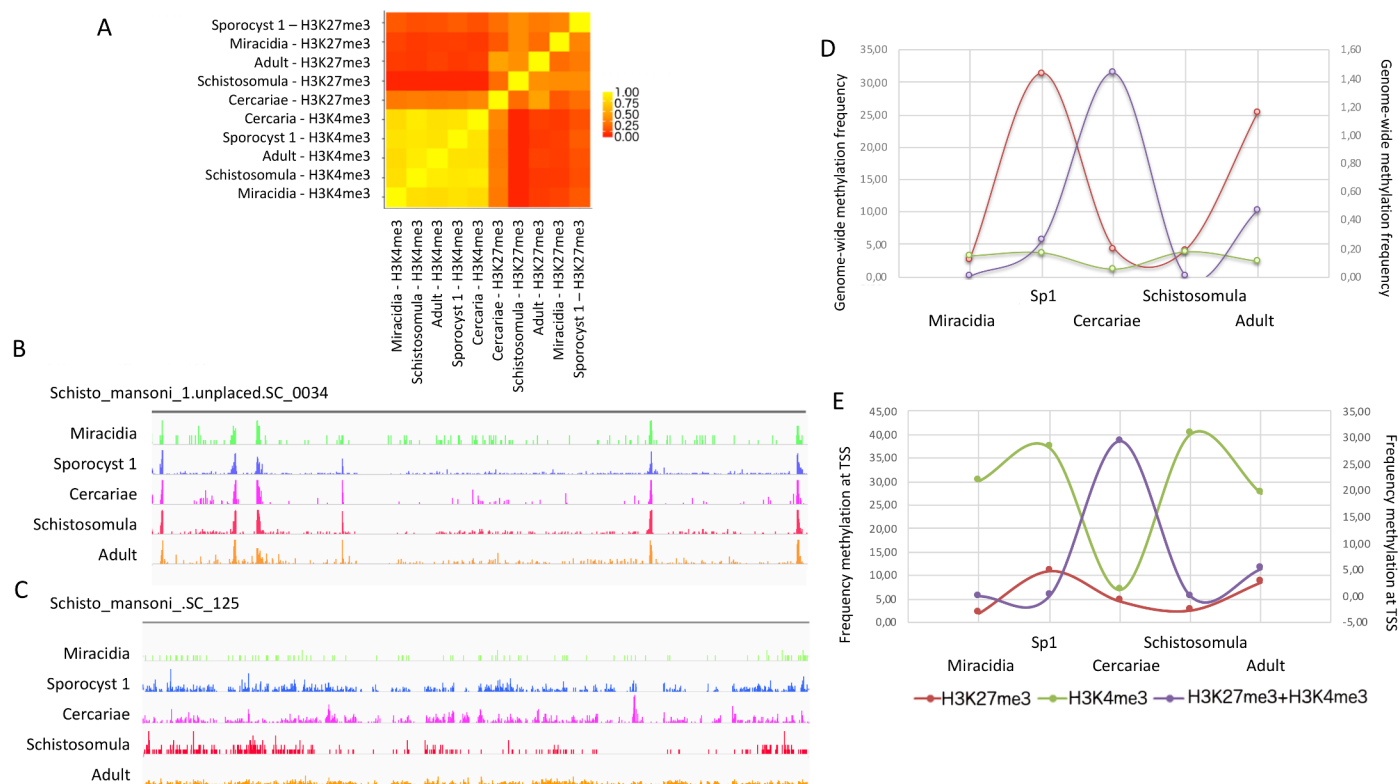 A
Sporocyst 1 – H3K27me3
Miracidia - H3K27me3
Adult - H3K27me3
Schistosomula - H3K27me3
Cercariae - H3K27me3
Cercaria - H3K4me3
Sporocyst 1 - H3K4me3
Adult - H3K4me3
Schistosomula - H3K4me3
Miracidia - H3K4me3
1.00
0.75
0.50
0.25
0.00
Miracidia - H3K4me3
Schistosomula - H3K4me3
Adult - H3K4me3
Sporocyst 1 - H3K4me3
Cercaria - H3K4me3
Cercariae - H3K27me3
Schistosomula - H3K27me3
Adult - H3K27me3
Miracidia - H3K27me3
Sporocyst 1 – H3K27me3
B
Schisto_mansoni_1.unplaced.SC_0034
Miracidia
Sporocyst 1
Cercariae
Schistosomula
Adult
C
Schisto_mansoni_.SC_125
Miracidia
Sporocyst 1
Cercariae
Schistosomula
Adult
D
Genome-wide methylation frequency
35,00
30,00
25,00
20,00
15,00
10,00
5,00
0,00
1,60
1,40
1,20
1,00
0,80
0,60
0,40
0,20
0,00
Genome-wide methylation frequency
Sp1
Schistosomula
Miracidia
Cercariae
Adult
E
Frequency methylation at TSS
45,00
40,00
35,00
30,00
25,00
20,00
15,00
10,00
5,00
0,00
35,00
30,00
25,00
20,00
15,00
10,00
5,00
0,00
-5,00
Frequency methylation at TSS
Sp1
Schistosomula
Miracidia
Cercariae
Adult
H3K27me3
H3K4me3
H3K27me3+H3K4me3